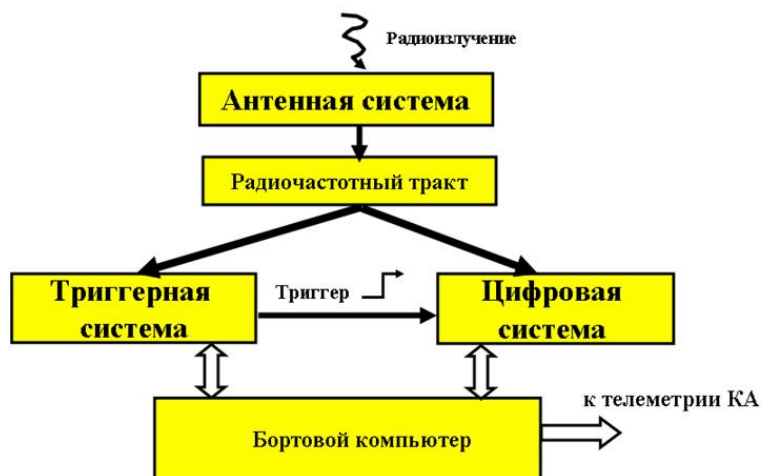 Радиоизлучение
Антенная система
Радиочастотный тракт
Триггерная
система
Триггер
Цифровая
система
к телеметрии КА
Бортовой компьютер